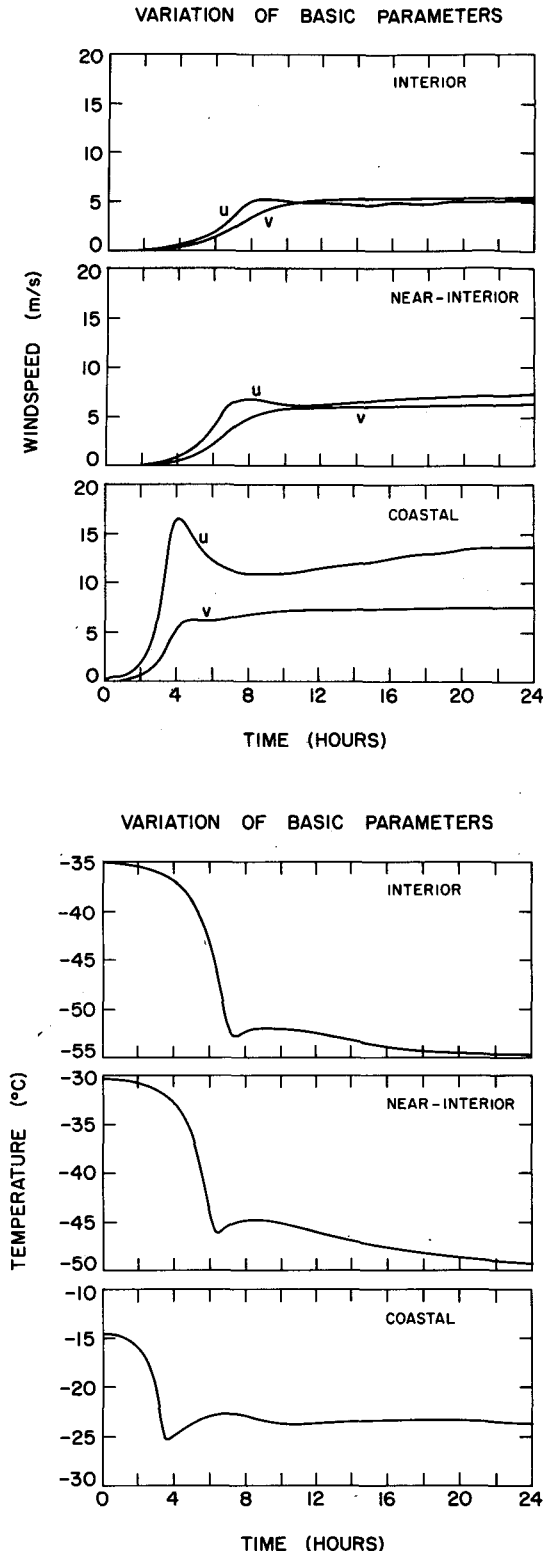 VARIATION OF BASIC PARAMETERS
INTERIOR
20
15
10
5
0
u
v
NEAR-INTERIOR
20
15
10
5
0
u
v
COASTAL
20
15
10
5
0
u
v
WINDSPEED (m/s)
0 4 8 12 16 20 24
TIME (HOURS)
VARIATION OF BASIC PARAMETERS
INTERIOR
-35
-40
-45
-50
-55
NEAR-INTERIOR
-30
-35
-40
-45
-50
COASTAL
-10
-15
-20
-25
-30
TEMPERATURE (°C)
0 4 8 12 16 20 24
TIME (HOURS)